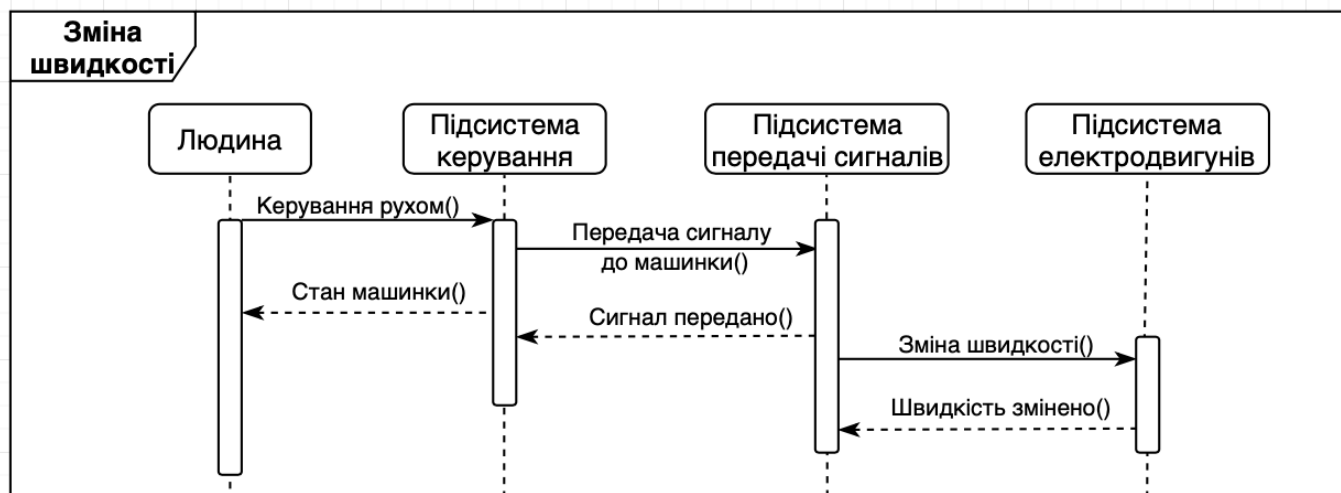 Зміна
швидкості
Людина
Підсистема
керування
Підсистема
передачі сигналів
Підсистема
електродвигунів
Керування рухом()
Передача сигналу
до машинки()
Стан машинки()
Сигнал передано()
Зміна швидкості()
Швидкість змінено()